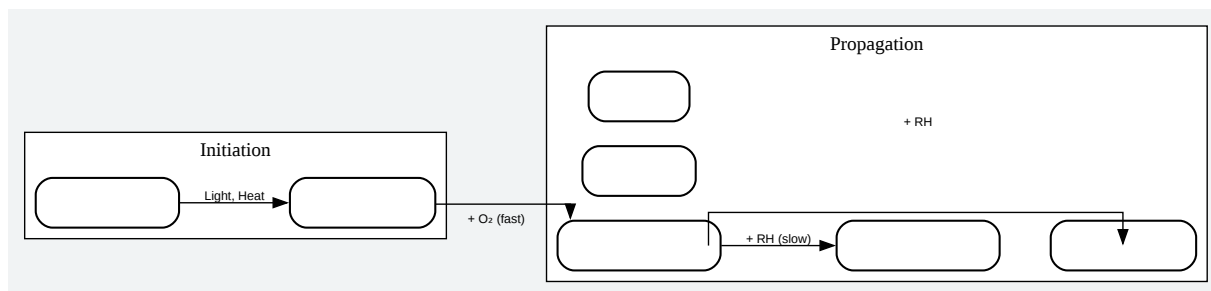 Propagation
+ RH
Initiation
Light, Heat
+ O₂ (fast)
+ RH (slow)